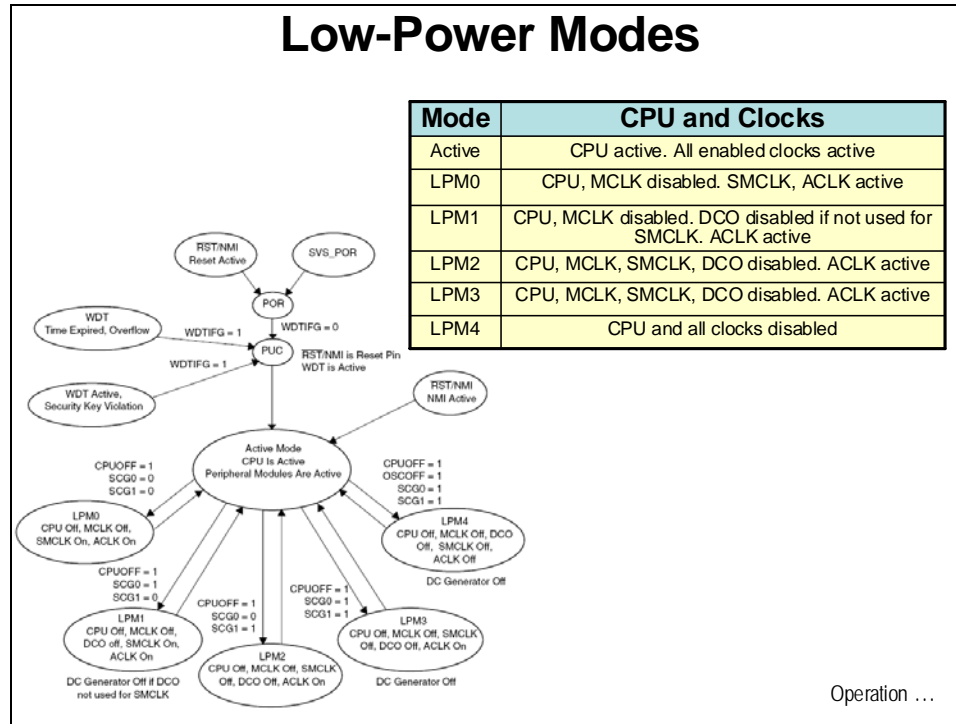 Low-Power Modes
Mode CPU and Clocks
Active CPU active. All enabled clocks active
LPM0 CPU, MCLK disabled. SMCLK, ACLK active
LPM1 CPU, MCLK disabled. DCO disabled if not used for
SMCLK. ACLK active
LPM2 CPU, MCLK, SMCLK, DCO disabled. ACLK active
LPM3 CPU, MCLK, SMCLK, DCO disabled. ACLK active
LPM4 CPU and all clocks disabled
RST/NMI
Reset Active
SVS_POR
POR
WDT
Time Expired, Overflow
WDTIFG = 1
WDTIFG = 0
PUC
RST/NMI is Reset Pin
WDT is Active
WDTIFG = 1
WDT Active,
Security Key Violation
RST/NMI
NMI Active
Active Mode
CPU Is Active
Peripheral Modules Are Active
CPUOFF = 1
SCG0 = 0
SCG1 = 0
CPUOFF = 1
OSCOFF = 1
SCG0 = 1
SCG1 = 1
LPM0
CPU Off, MCLK Off,
SMCLK On, ACLK On
LPM4
CPU Off, MCLK Off, DCO
Off, SMCLK Off,
ACLK Off
DC Generator Off
CPUOFF = 1
SCG0 = 1
SCG1 = 0
CPUOFF = 1
SCG0 = 0
SCG1 = 1
CPUOFF = 1
SCG0 = 1
SCG1 = 1
LPM1
CPU Off, MCLK Off,
DCO off, SMCLK On,
ACLK On
DC Generator Off if DCO
not used for SMCLK
LPM2
CPU Off, MCLK Off, SMCLK
Off, DCO Off, ACLK On
LPM3
CPU Off, MCLK Off, SMCLK
Off, DCO Off, ACLK On
DC Generator Off
Operation …